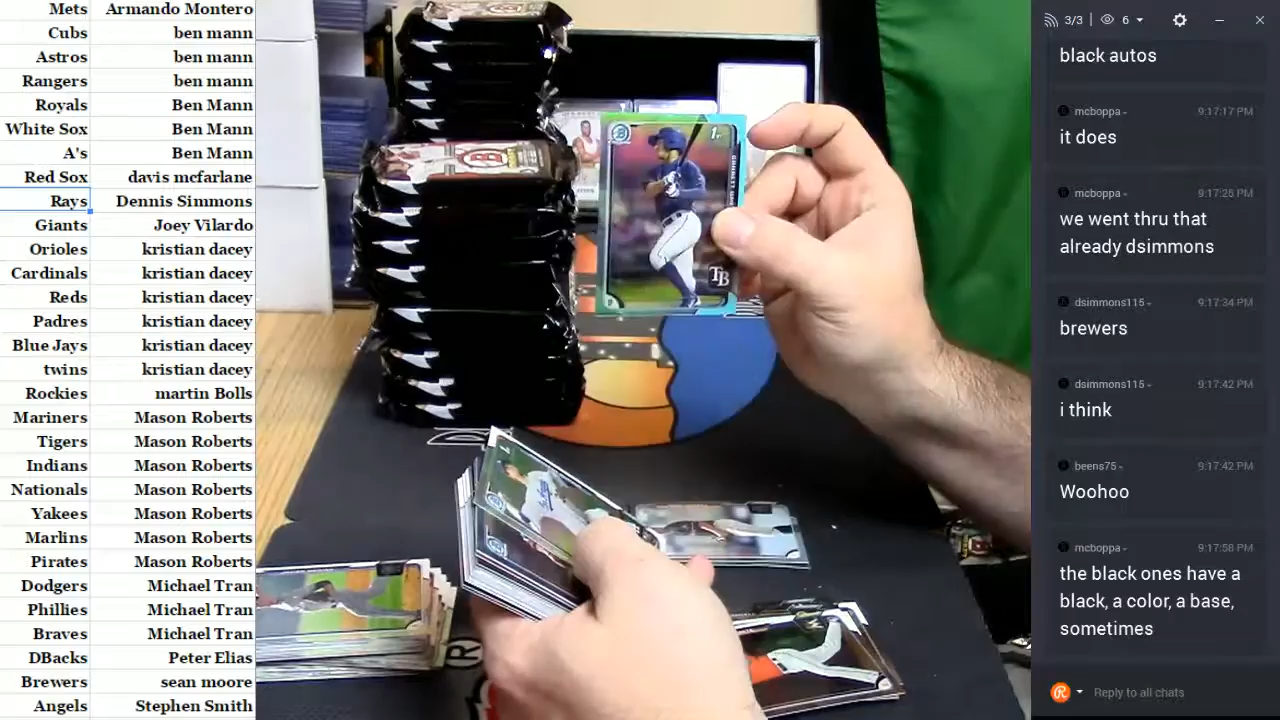 Mets Armando Montero
Cubs ben mann
Astros ben mann
Rangers ben mann
Royals Ben Mann
White Sox Ben Mann
A's Ben Mann
Red Sox davis mcfarlane
Rays Dennis Simmons
Giants Joey Vilardo
Orioles kristian dacey
Cardinals kristian dacey
Reds kristian dacey
Padres kristian dacey
Blue Jays kristian dacey
twins kristian dacey
Rockies martin Bolls
Mariners Mason Roberts
Tigers Mason Roberts
Indians Mason Roberts
Nationals Mason Roberts
Yakees Mason Roberts
Marlins Mason Roberts
Pirates Mason Roberts
Dodgers Michael Tran
Phillies Michael Tran
Braves Michael Tran
DBacks Peter Elias
Brewers sean moore
Angels Stephen Smith
1st
TB
3/3 | 6
black autos
mcboppa 9:17:17 PM
it does
mcboppa 9:17:25 PM
we went thru that
already dsimmons
dsimmons115 9:17:34 PM
brewers
dsimmons115 9:17:42 PM
i think
beens75 9:17:42 PM
Woohoo
mcboppa 9:17:58 PM
the black ones have a
black, a color, a base,
sometimes
Reply to all chats